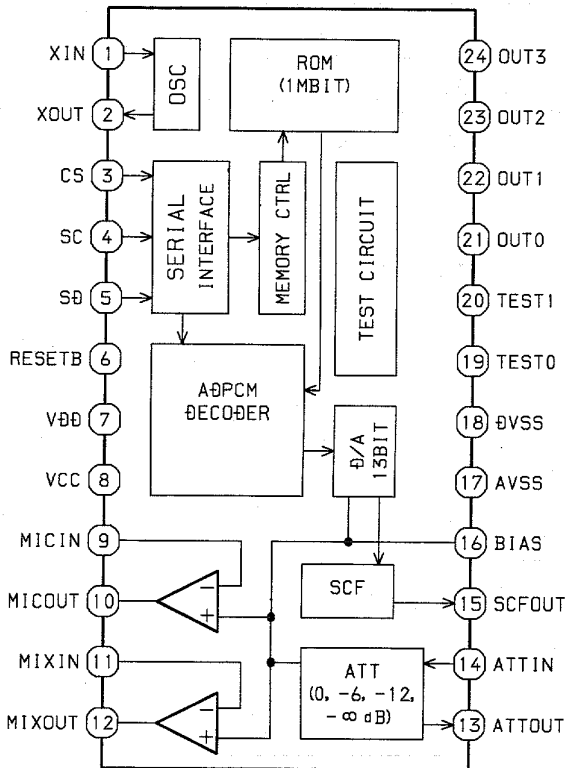 XIN 1
XOUT 2
CS 3
SC 4
SD 5
RESETB 6
VDD 7
VCC 8
MICIN 9
MICOUT 10
MIXIN 11
MIXOUT 12
OSC
ROM
(1MBIT)
SERIAL
INTERFACE
MEMORY CTRL
TEST CIRCUIT
ADPCM
DECODER
D/A
13BIT
SCF
ATT
(0, -6, -12,
-∞ dB)
-
+
-
+
24 OUT3
23 OUT2
22 OUT1
21 OUT0
20 TEST1
19 TEST0
18 DVSS
17 AVSS
16 BIAS
15 SCFOUT
14 ATTIN
13 ATTOUT